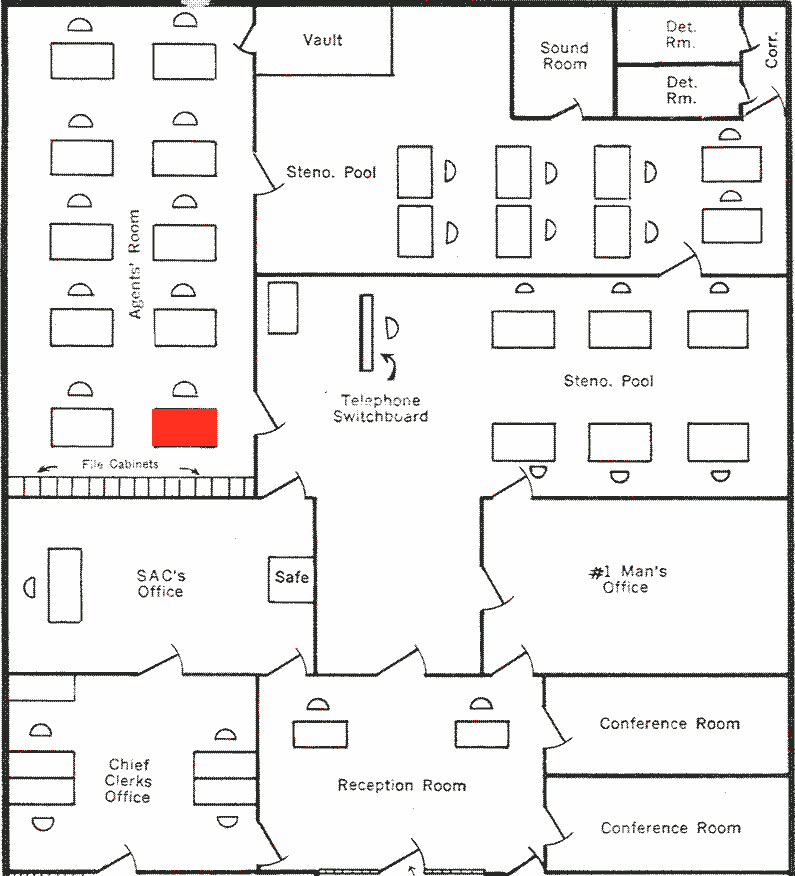 Vault
Sound
Room
Det.
Rm.
Det.
Rm.
Corr.
Steno. Pool
Agents' Room
Telephone
Switchboard
Steno. Pool
File Cabinets
SAC's
Office
Safe
#1 Man's
Office
Chief
Clerks
Office
Reception Room
Conference Room
Conference Room